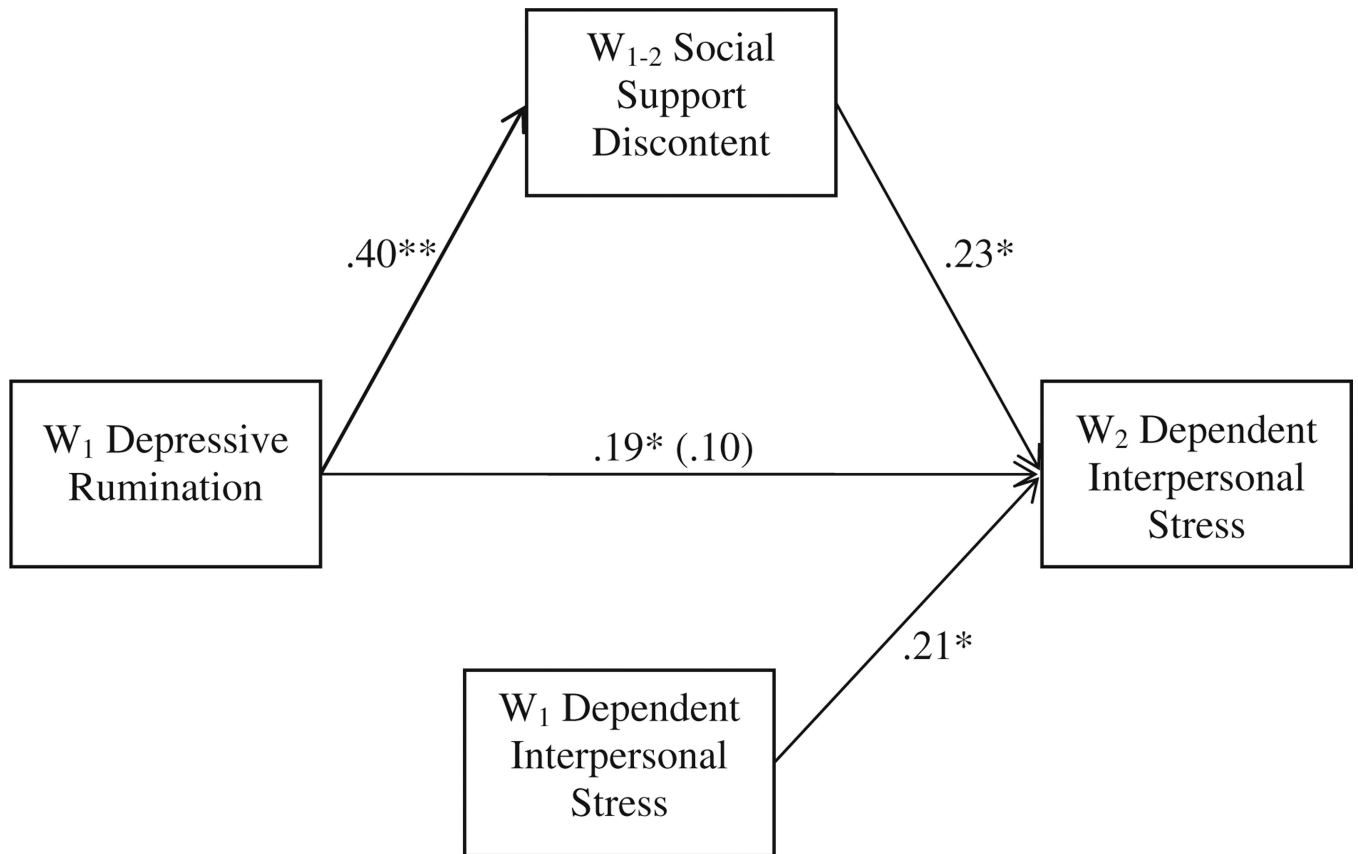 W₁₋₂ Social
Support
Discontent
.40**
.23*
W₁ Depressive
Rumination
.19* (.10)
W₂ Dependent
Interpersonal
Stress
.21*
W₁ Dependent
Interpersonal
Stress